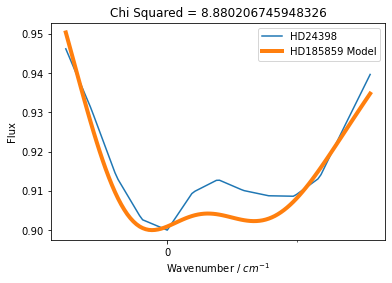 Chi Squared = 8.880206745948326
HD24398
HD185859 Model
Flux
0.95
0.94
0.93
0.92
0.91
0.90
0
Wavenumber / cm⁻¹